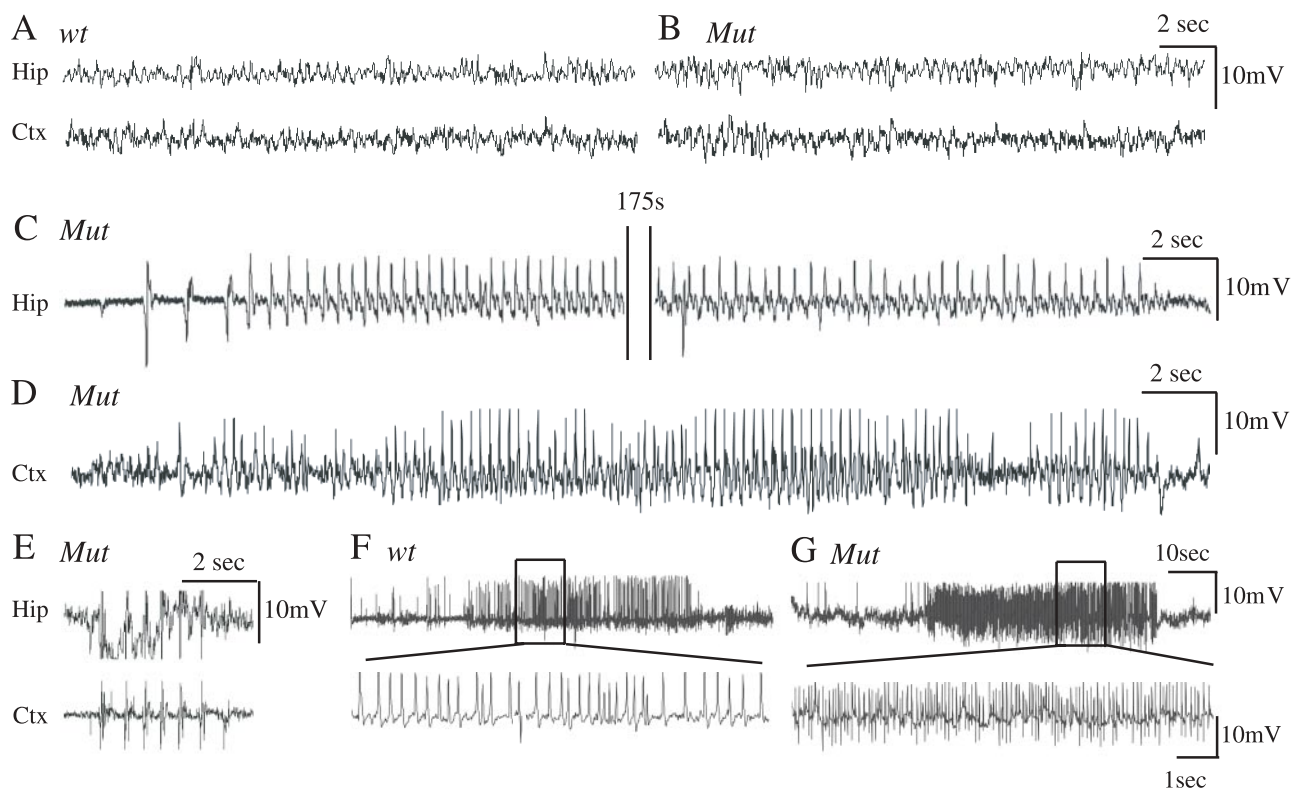 A wt
B Mut
2 sec
Hip
10mV
Ctx
175s
C Mut
2 sec
Hip
10mV
D Mut
2 sec
10mV
Ctx
E Mut
2 sec
Hip
10mV
Ctx
F wt
G Mut
10sec
10mV
10mV
1sec